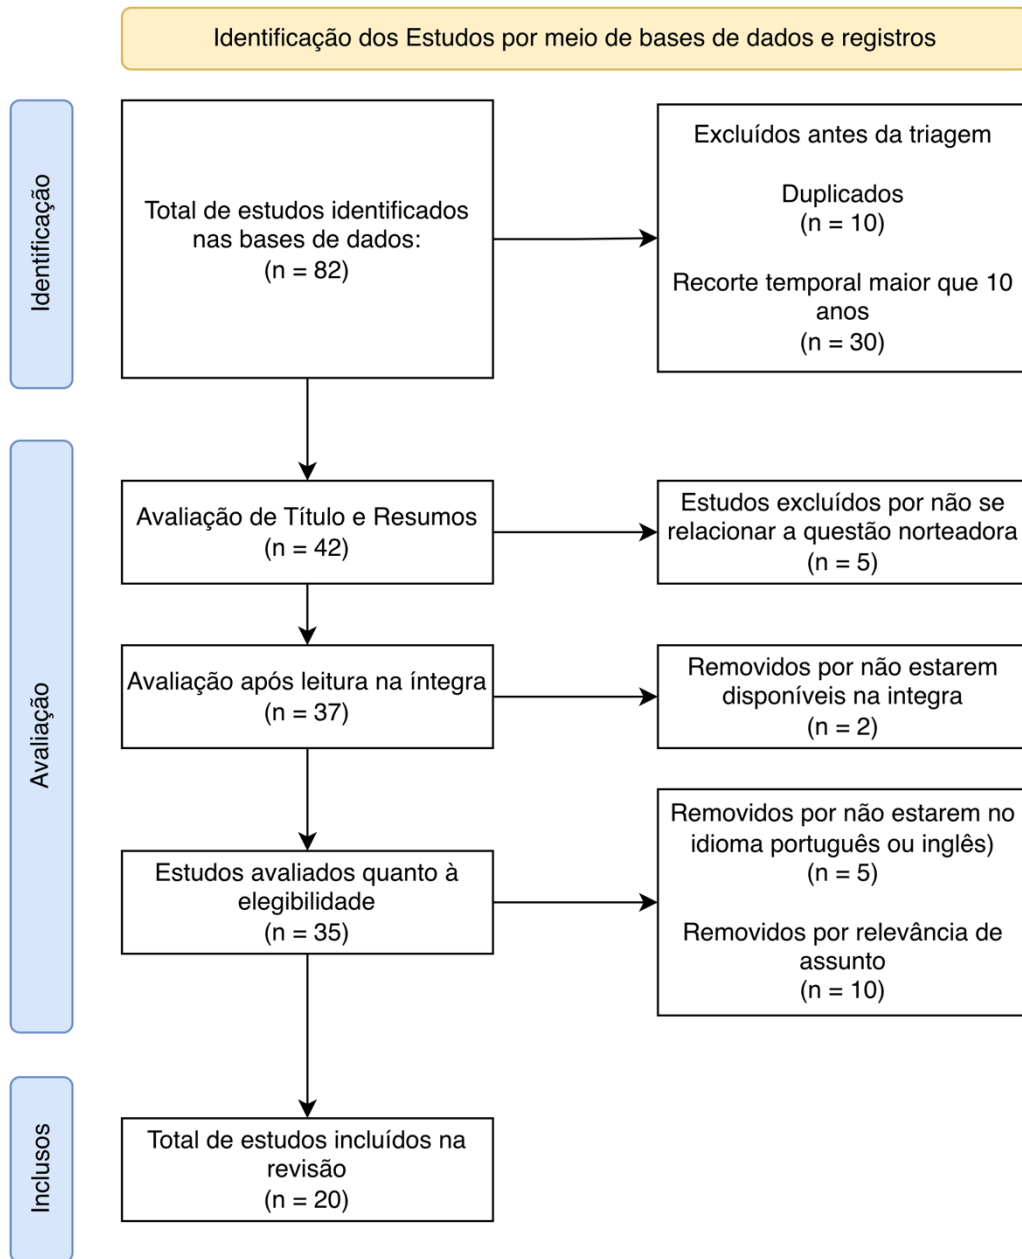 Identificação dos Estudos por meio de bases de dados e registros
Identificação
Total de estudos identificados
nas bases de dados:
(n = 82)
Excluídos antes da triagem
Duplicados
(n = 10)
Recorte temporal maior que 10
anos
(n = 30)
Avaliação
Avaliação de Título e Resumos
(n = 42)
Estudos excluídos por não se
relacionar a questão norteadora
(n = 5)
Avaliação após leitura na íntegra
(n = 37)
Removidos por não estarem
disponíveis na integra
(n = 2)
Estudos avaliados quanto à
elegibilidade
(n = 35)
Removidos por não estarem no
idioma português ou inglês)
(n = 5)
Removidos por relevância de
assunto
(n = 10)
Inclusos
Total de estudos incluídos na
revisão
(n = 20)